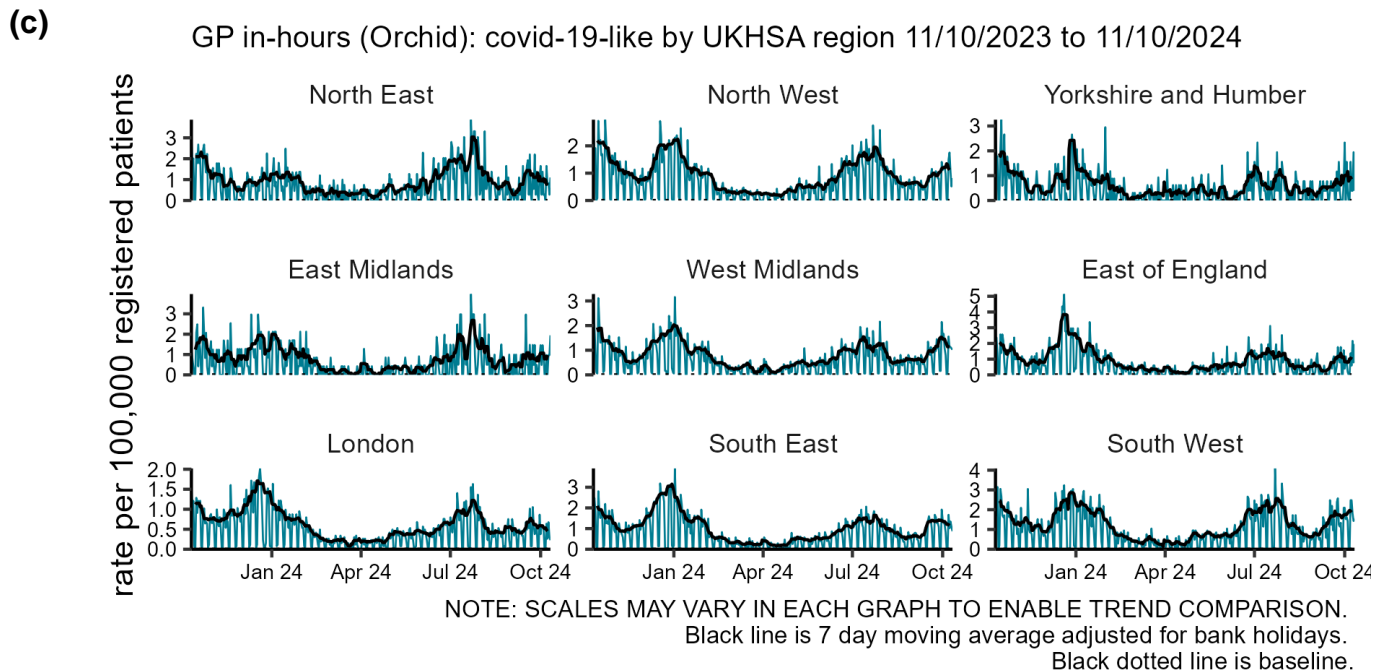 (c)
GP in-hours (Orchid): covid-19-like by UKHSA region 11/10/2023 to 11/10/2024
rate per 100,000 registered patients
North East
3
2
1
0
North West
2
1
0
Yorkshire and Humber
3
2
1
0
East Midlands
3
2
1
0
West Midlands
3
2
1
0
East of England
5
4
3
2
1
0
London
2.0
1.5
1.0
0.5
0.0
Jan 24 Apr 24 Jul 24 Oct 24
South East
3
2
1
0
Jan 24 Apr 24 Jul 24 Oct 24
South West
4
3
2
1
0
Jan 24 Apr 24 Jul 24 Oct 24
NOTE: SCALES MAY VARY IN EACH GRAPH TO ENABLE TREND COMPARISON.
Black line is 7 day moving average adjusted for bank holidays.
Black dotted line is baseline.